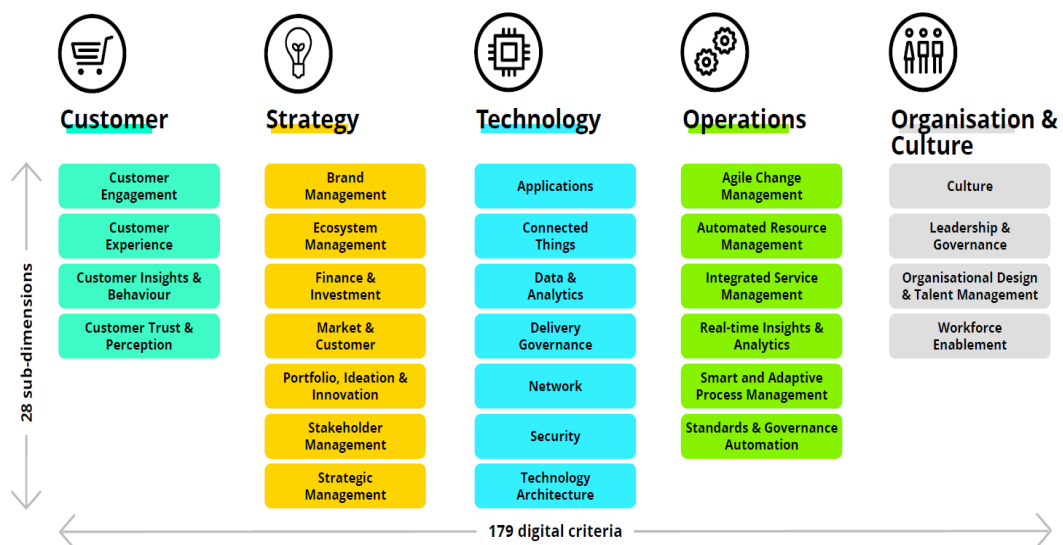 Customer
Strategy
Technology
Operations
Organisation &
Culture
Customer
Engagement
Customer
Experience
Customer Insights &
Behaviour
Customer Trust &
Perception
Brand
Management
Ecosystem
Management
Finance &
Investment
Market &
Customer
Portfolio, Ideation &
Innovation
Stakeholder
Management
Strategic
Management
Applications
Connected
Things
Data &
Analytics
Delivery
Governance
Network
Security
Technology
Architecture
Agile Change
Management
Automated Resource
Management
Integrated Service
Management
Real-time Insights &
Analytics
Smart and Adaptive
Process Management
Standards & Governance
Automation
Culture
Leadership &
Governance
Organisational Design
& Talent Management
Workforce
Enablement
28 sub-dimensions
179 digital criteria